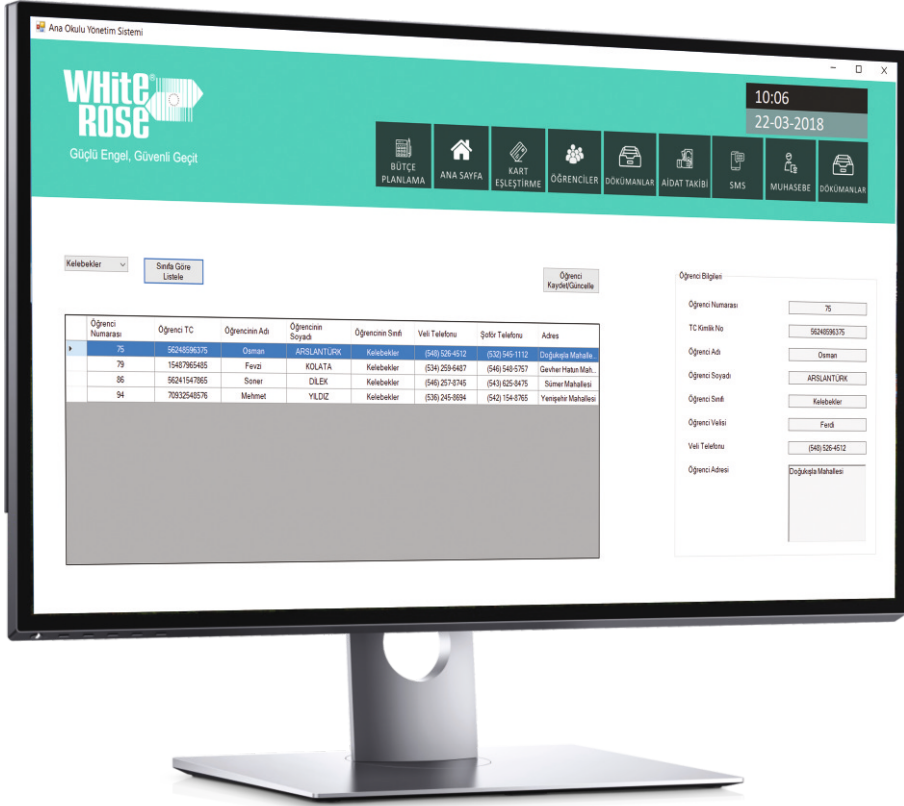 Ana Okulu Yönetim Sistemi
WHitE
ROSE
Güçlü Engel, Güvenli Geçit
10:06
22-03-2018
BÜTÇE
PLANLAMA
ANA SAYFA
KART
EŞLEŞTİRME
ÖĞRENCİLER
DÖKÜMANLAR
AİDAT TAKİBİ
SMS
MUHASEBE
DÖKÜMANLAR
Kelebekler
Sınıfa Göre
Listele
Öğrenci
Kaydet/Güncelle
Öğrenci Numarası Öğrenci TC Öğrencinin Adı Öğrencinin Soyadı Öğrencinin Sınıfı Veli Telefonu Şoför Telefonu Adres
75 56248596375 Osman ARSLANTÜRK Kelebekler (548) 526-4512 (532) 545-1112 Doğukışla Mahalle...
79 15487965485 Fevzi KOLATA Kelebekler (534) 269-6487 (546) 548-5757 Gevher Hatun Mah...
86 56241547865 Soner DİLEK Kelebekler (546) 257-8745 (543) 625-8475 Sümer Mahallesi
94 70932548576 Mehmet YILDIZ Kelebekler (536) 245-8694 (542) 154-8765 Yenişehir Mahallesi
Öğrenci Bilgileri
Öğrenci Numarası 75
TC Kimlik No 56248596375
Öğrenci Adı Osman
Öğrenci Soyadı ARSLANTÜRK
Öğrenci Sınıfı Kelebekler
Öğrenci Velisi Ferdi
Veli Telefonu (548) 526-4512
Öğrenci Adresi Doğukışla Mahallesi